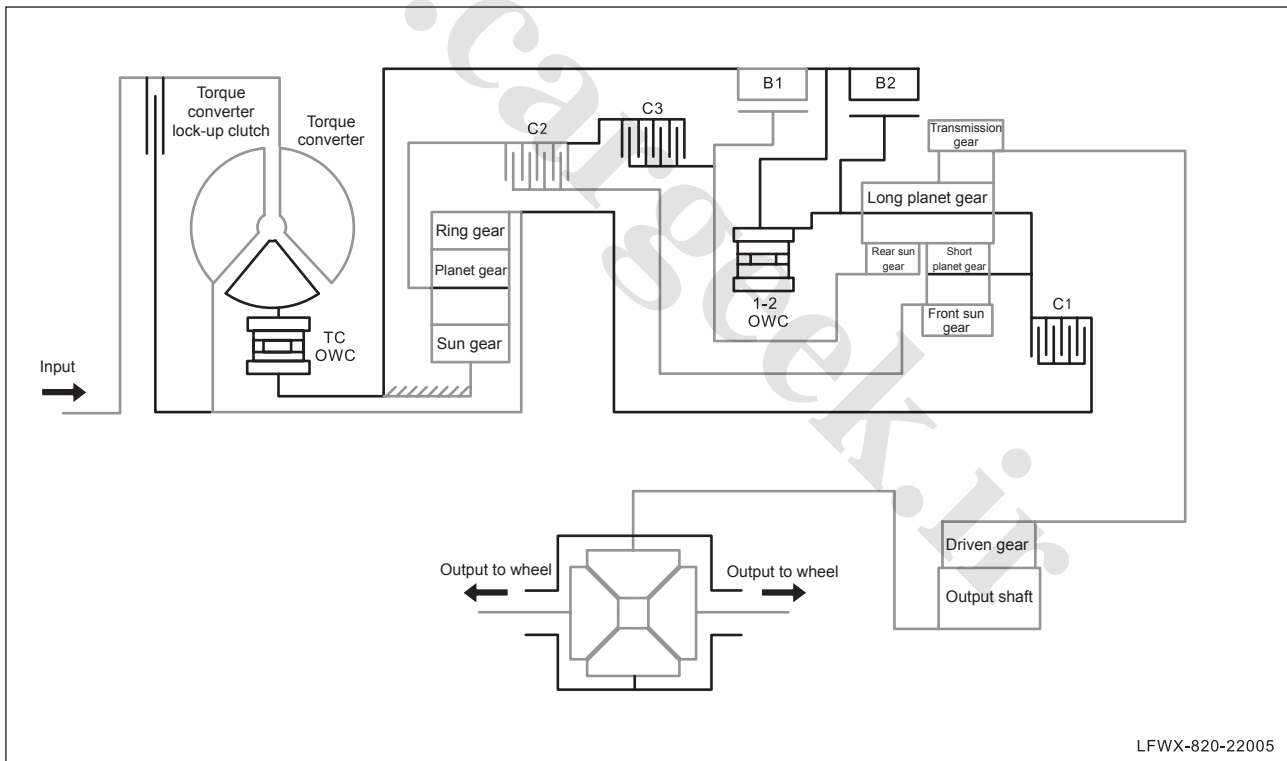 .cargeek.ir
Torque
converter
lock-up clutch
Torque
converter
C2
C3
B1
B2
Transmission
gear
Long planet gear
Rear sun
gear
Short
planet gear
Front sun
gear
C1
1-2
OWC
Ring gear
Planet gear
Sun gear
TC
OWC
Input
Driven gear
Output shaft
Output to wheel
Output to wheel
LFWX-820-22005